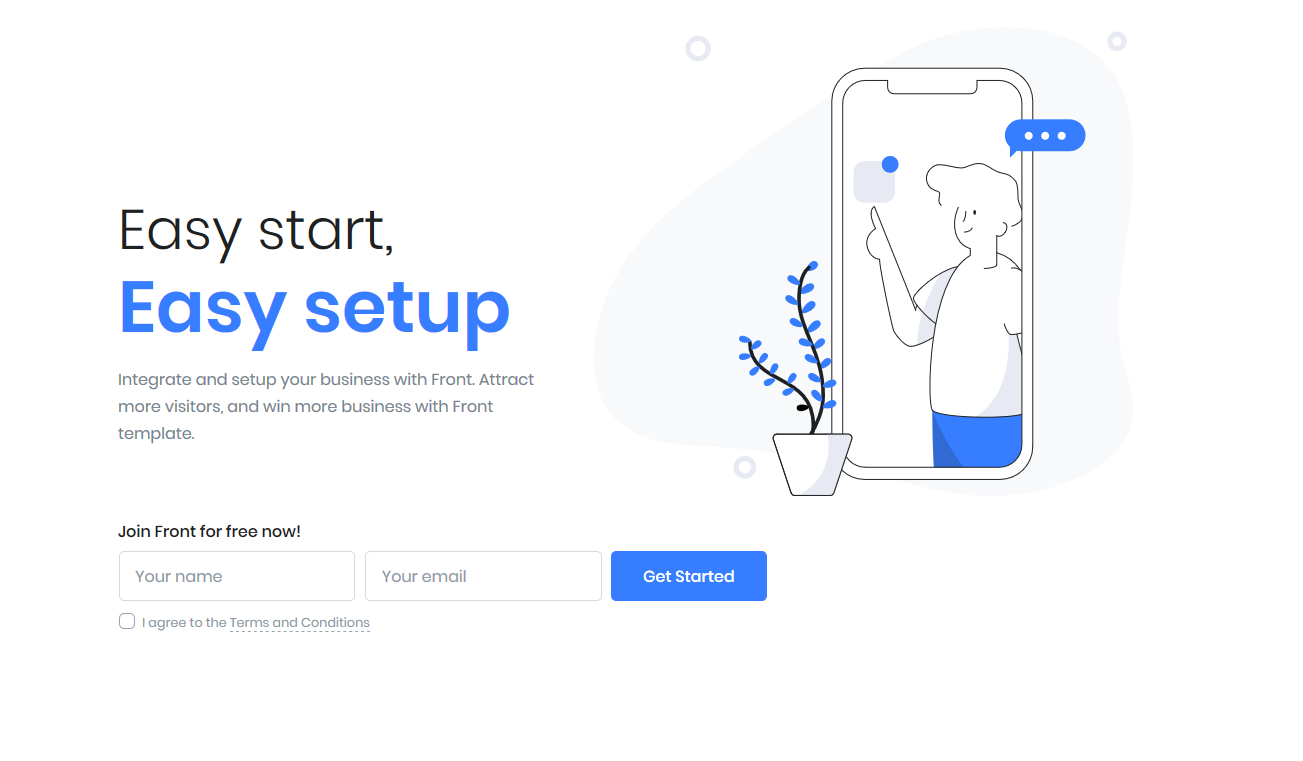 Easy start,
Easy setup
Integrate and setup your business with Front. Attract
more visitors, and win more business with Front
template.
Join Front for free now!
Your name
Your email
Get Started
I agree to the Terms and Conditions